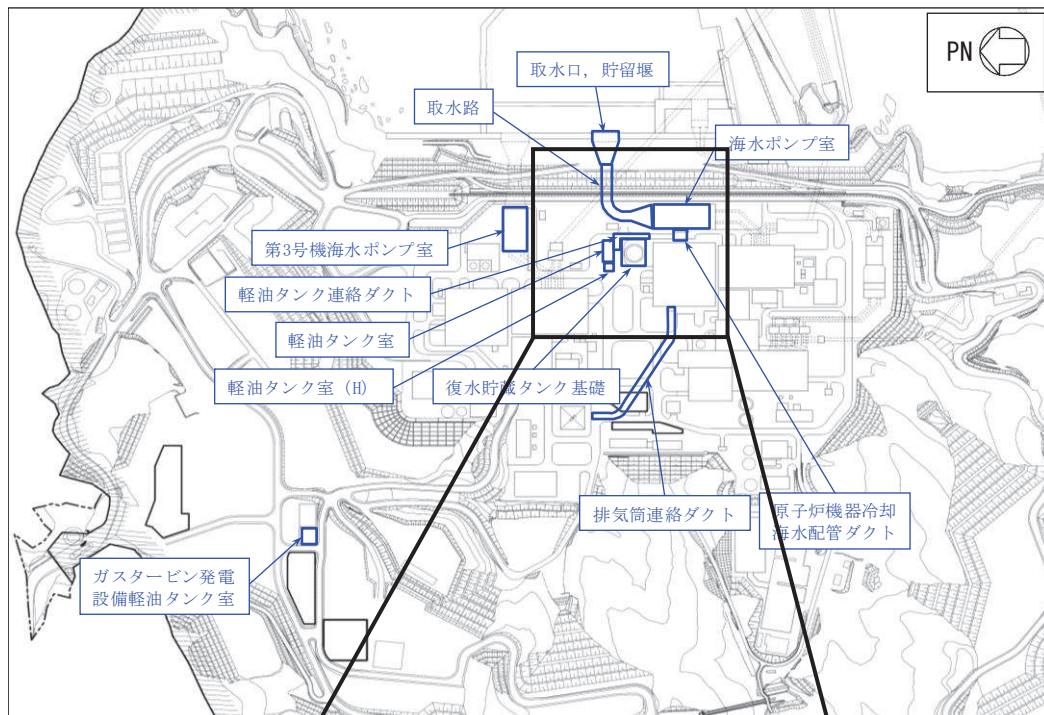 PN
取水口，貯留堰
取水路
海水ポンプ室
第3号機海水ポンプ室
軽油タンク連絡ダクト
軽油タンク室
軽油タンク室（H）
復水貯蔵タンク基礎
排気筒連絡ダクト
原子炉機器冷却
海水配管ダクト
ガスタービン発電
設備軽油タンク室